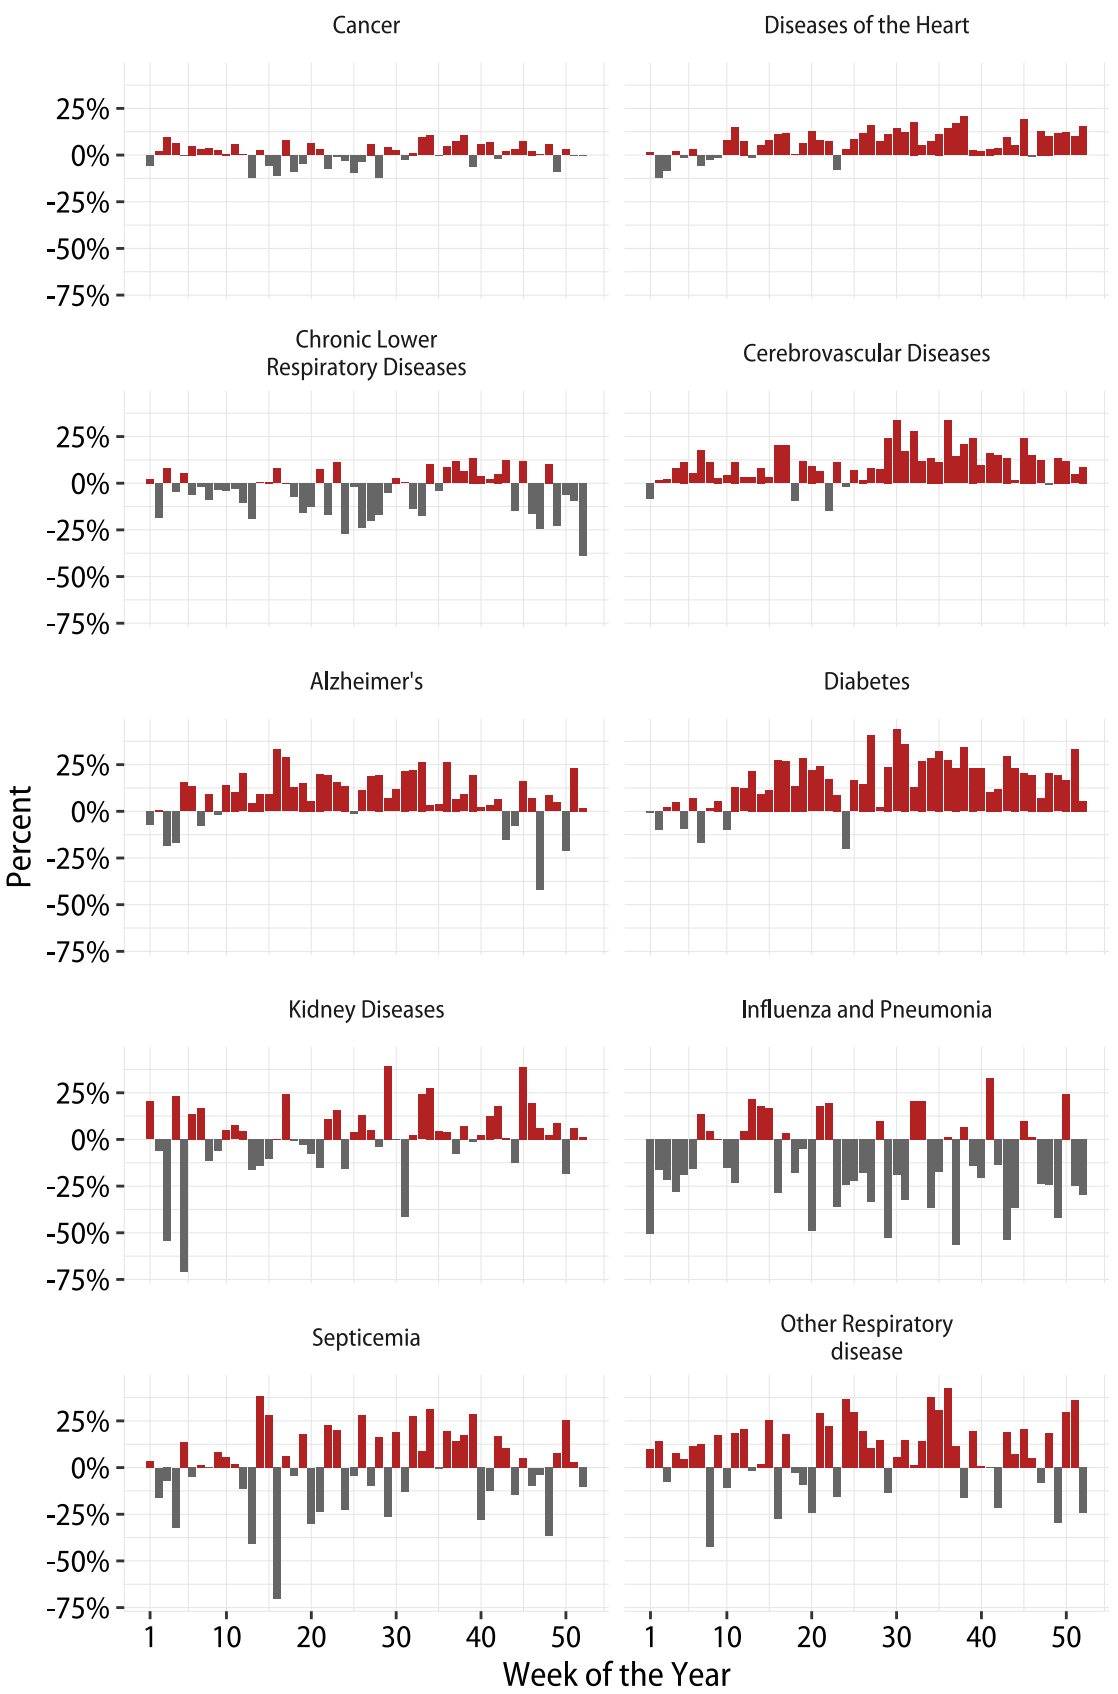 Cancer
Diseases of the Heart
25%
0%
-25%
-50%
-75%
Chronic Lower
Respiratory Diseases
Cerebrovascular Diseases
25%
0%
-25%
-50%
-75%
Alzheimer's
Diabetes
25%
0%
-25%
-50%
-75%
Percent
Kidney Diseases
Influenza and Pneumonia
25%
0%
-25%
-50%
-75%
Septicemia
Other Respiratory
disease
25%
0%
-25%
-50%
-75%
1 10 20 30 40 50 1 10 20 30 40 50
Week of the Year